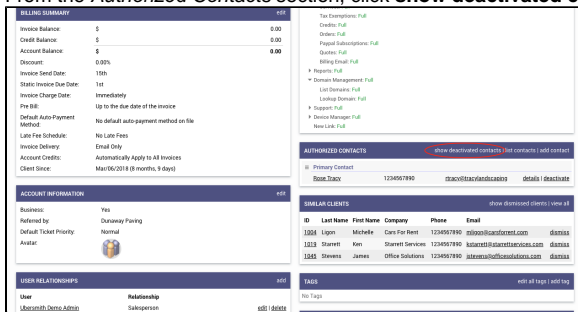 From the Authorized Contacts section, click show deactivated c
BILLING SUMMARY edit
Invoice Balance: $ 0.00
Credit Balance: $ 0.00
Account Balance: $ 0.00
Discount: 0.00%
Invoice Send Date: 15th
Static Invoice Due Date: 1st
Invoice Charge Date: Immediately
Pre Bill: Up to the due date of the invoice
Default Auto-Payment
Method: No default auto-payment method on file
Late Fee Schedule: No Late Fees
Invoice Delivery: Email Only
Account Credits: Automatically Apply to All Invoices
Client Since: Mar/06/2018 (8 months, 9 days)
ACCOUNT INFORMATION edit
Business: Yes
Referred by: Dunaway Paving
Default Ticket Priority: Normal
Avatar:
USER RELATIONSHIPS add
User Relationship
Ubersmith Demo Admin Salesperson edit | delete
Tax Exemptions: Full
Credits: Full
Orders: Full
Paypal Subscriptions: Full
Quotes: Full
Billing Email: Full
Reports: Full
Domain Management: Full
List Domains: Full
Lookup Domain: Full
Support: Full
Device Manager: Full
New Link: Full
AUTHORIZED CONTACTS show deactivated contacts | list contacts | add contact
Primary Contact
Rose Tracy 1234567890 rtracy@tracylandscaping details | deactivate
SIMILAR CLIENTS show dismissed clients | view all
ID Last Name First Name Company Phone Email
1004 Ligon Michelle Cars For Rent 1234567890 mligon@carsforrent.com dismiss
1019 Starrett Ken Starrett Services 1234567890 kstarrett@starrettservices.com dismiss
1045 Stevens James Office Solutions 1234567890 jstevens@officesolutions.com dismiss
TAGS edit all tags | add tag
No Tags